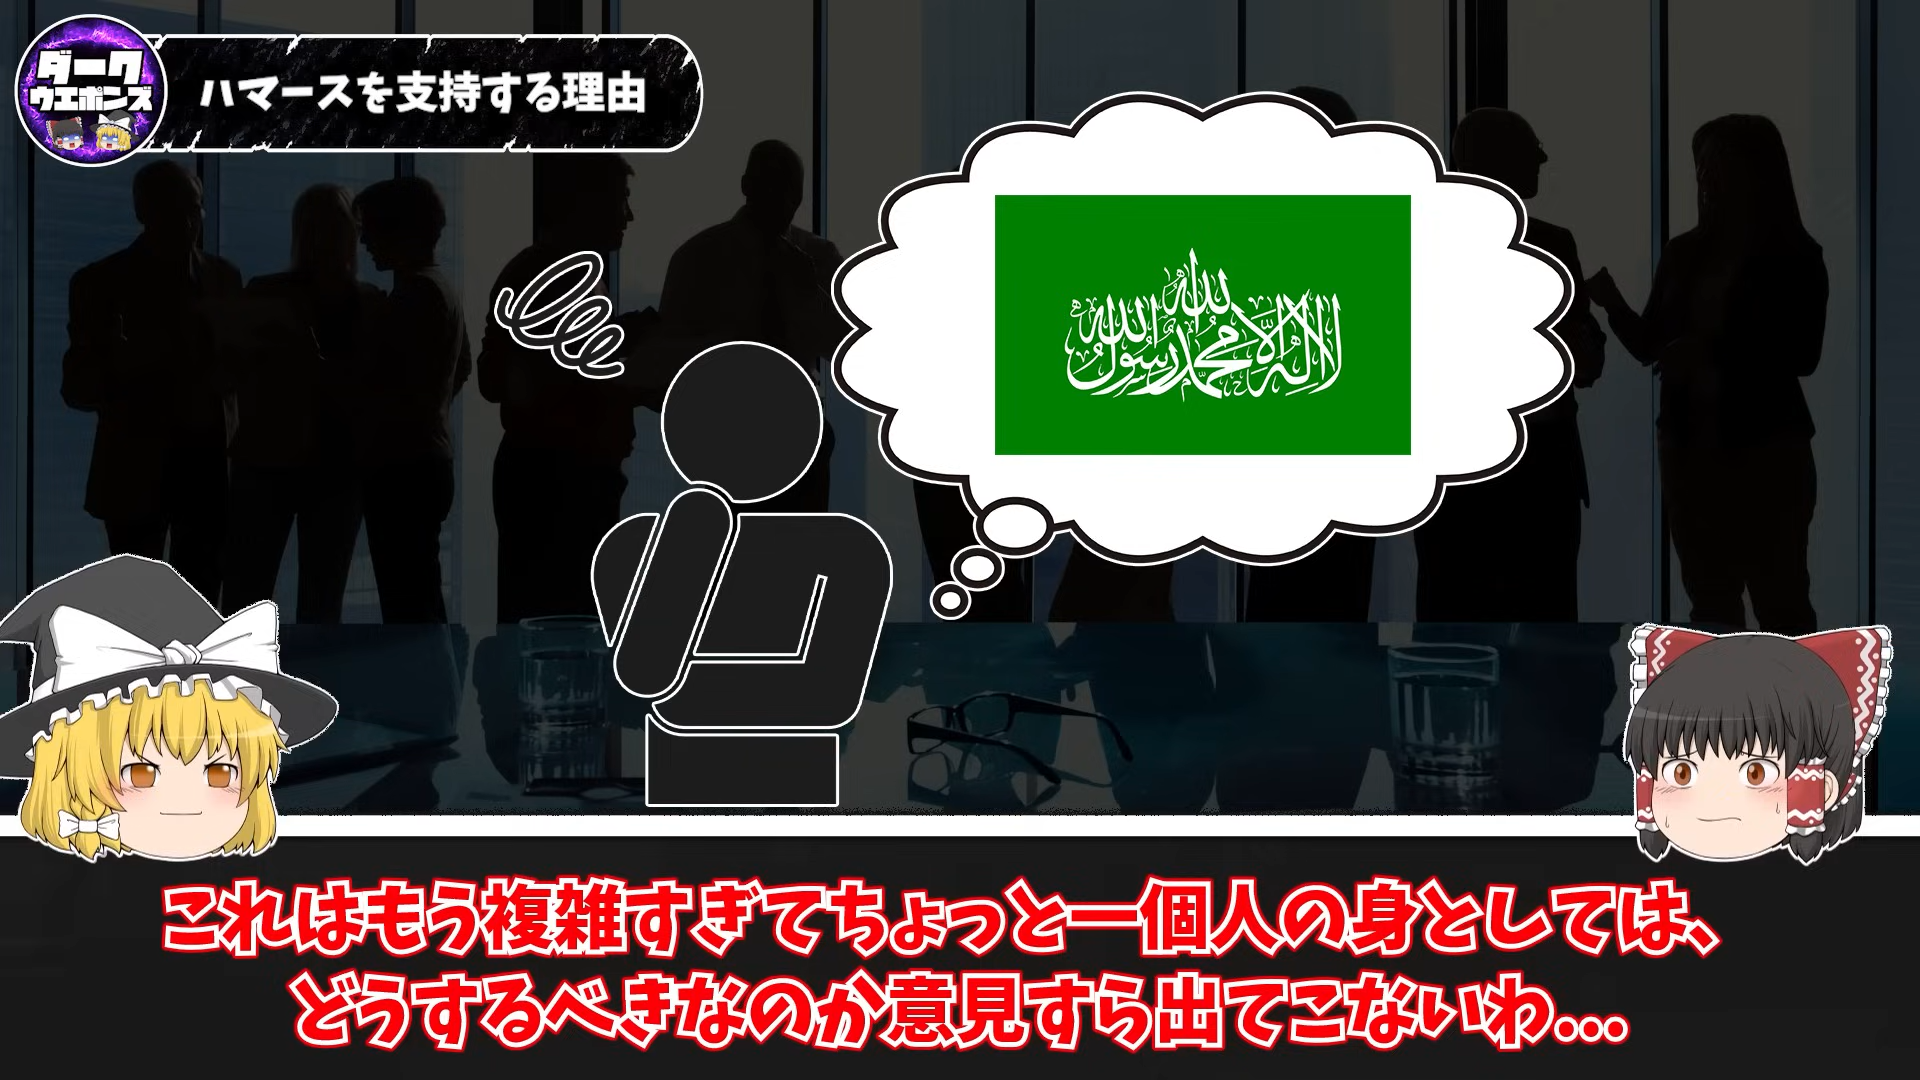 ダーク
ウエポンズ
ハマースを支持する理由
لا إله إلا الله محمد رسول الله
これはもう複雑すぎてちょっと一個人の身としては、
どうするべきなのか意見すら出てこないわ…